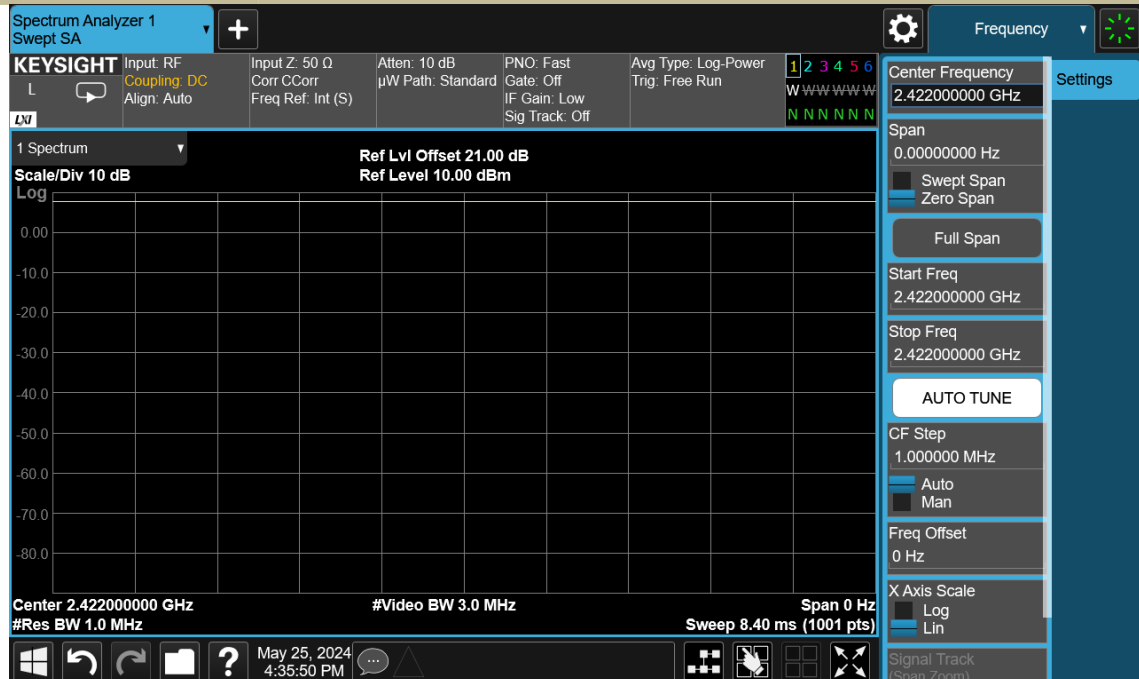 Spectrum Analyzer 1
Swept SA
+
Frequency
KEYSIGHT
L
LXI
Input: RF
Coupling: DC
Align: Auto
Input Z: 50 Ω
Corr CCorr
Freq Ref: Int (S)
Atten: 10 dB
µW Path: Standard
PNO: Fast
Gate: Off
IF Gain: Low
Sig Track: Off
Avg Type: Log-Power
Trig: Free Run
1 2 3 4 5 6
W W W W W W
N N N N N N
1 Spectrum
Scale/Div 10 dB
Log
Ref Lvl Offset 21.00 dB
Ref Level 10.00 dBm
0.00
-10.0
-20.0
-30.0
-40.0
-50.0
-60.0
-70.0
-80.0
Center 2.422000000 GHz
#Res BW 1.0 MHz
#Video BW 3.0 MHz
Span 0 Hz
Sweep 8.40 ms (1001 pts)
Center Frequency
2.422000000 GHz
Settings
Span
0.00000000 Hz
Swept Span
Zero Span
Full Span
Start Freq
2.422000000 GHz
Stop Freq
2.422000000 GHz
AUTO TUNE
CF Step
1.000000 MHz
Auto
Man
Freq Offset
0 Hz
X Axis Scale
Log
Lin
Signal Track
(Span Zoom)
?
May 25, 2024
4:35:50 PM